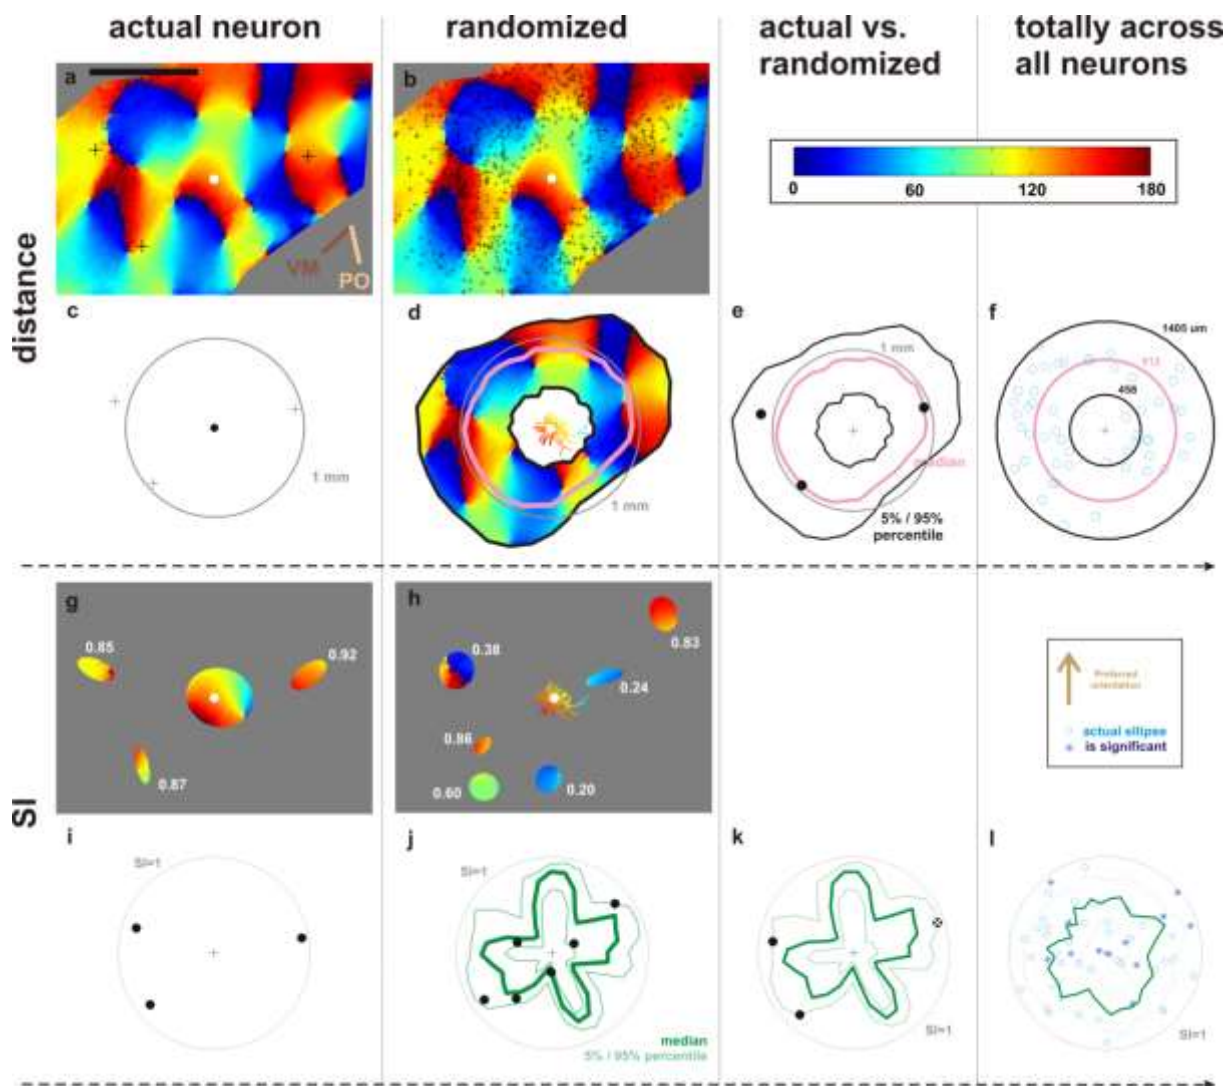 actual neuron
randomized
actual vs.
randomized
totally across
all neurons
distance
a
VM
PO
b
0
60
120
180
c
1 mm
d
1 mm
e
1 mm
median
5% / 95%
percentile
f
1405 um
913
458
SI
g
0.85
0.92
0.87
h
0.38
0.83
0.24
0.86
0.60
0.20
Preferred
orientation
actual ellipse
is significant
i
SI=1
j
SI=1
median
5% / 95% percentile
k
SI=1
l
SI=1